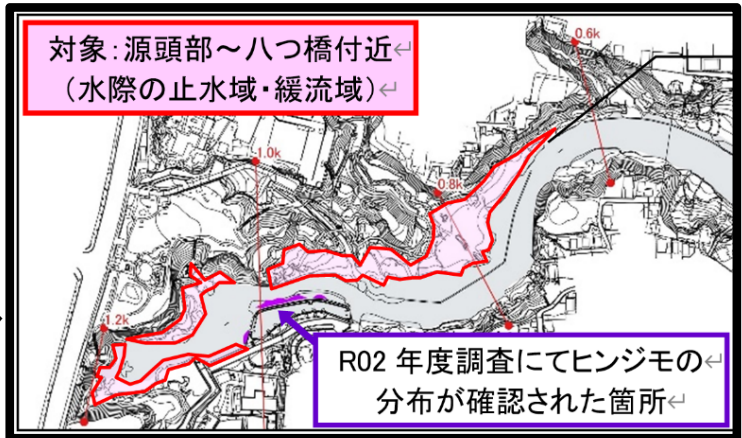 対象：源頭部～八つ橋付近↵
（水際の止水域・緩流域）↵
0.6k
1.0k
0.8k
1.2k
R02 年度調査にてヒンジモの↵
分布が確認された箇所↵